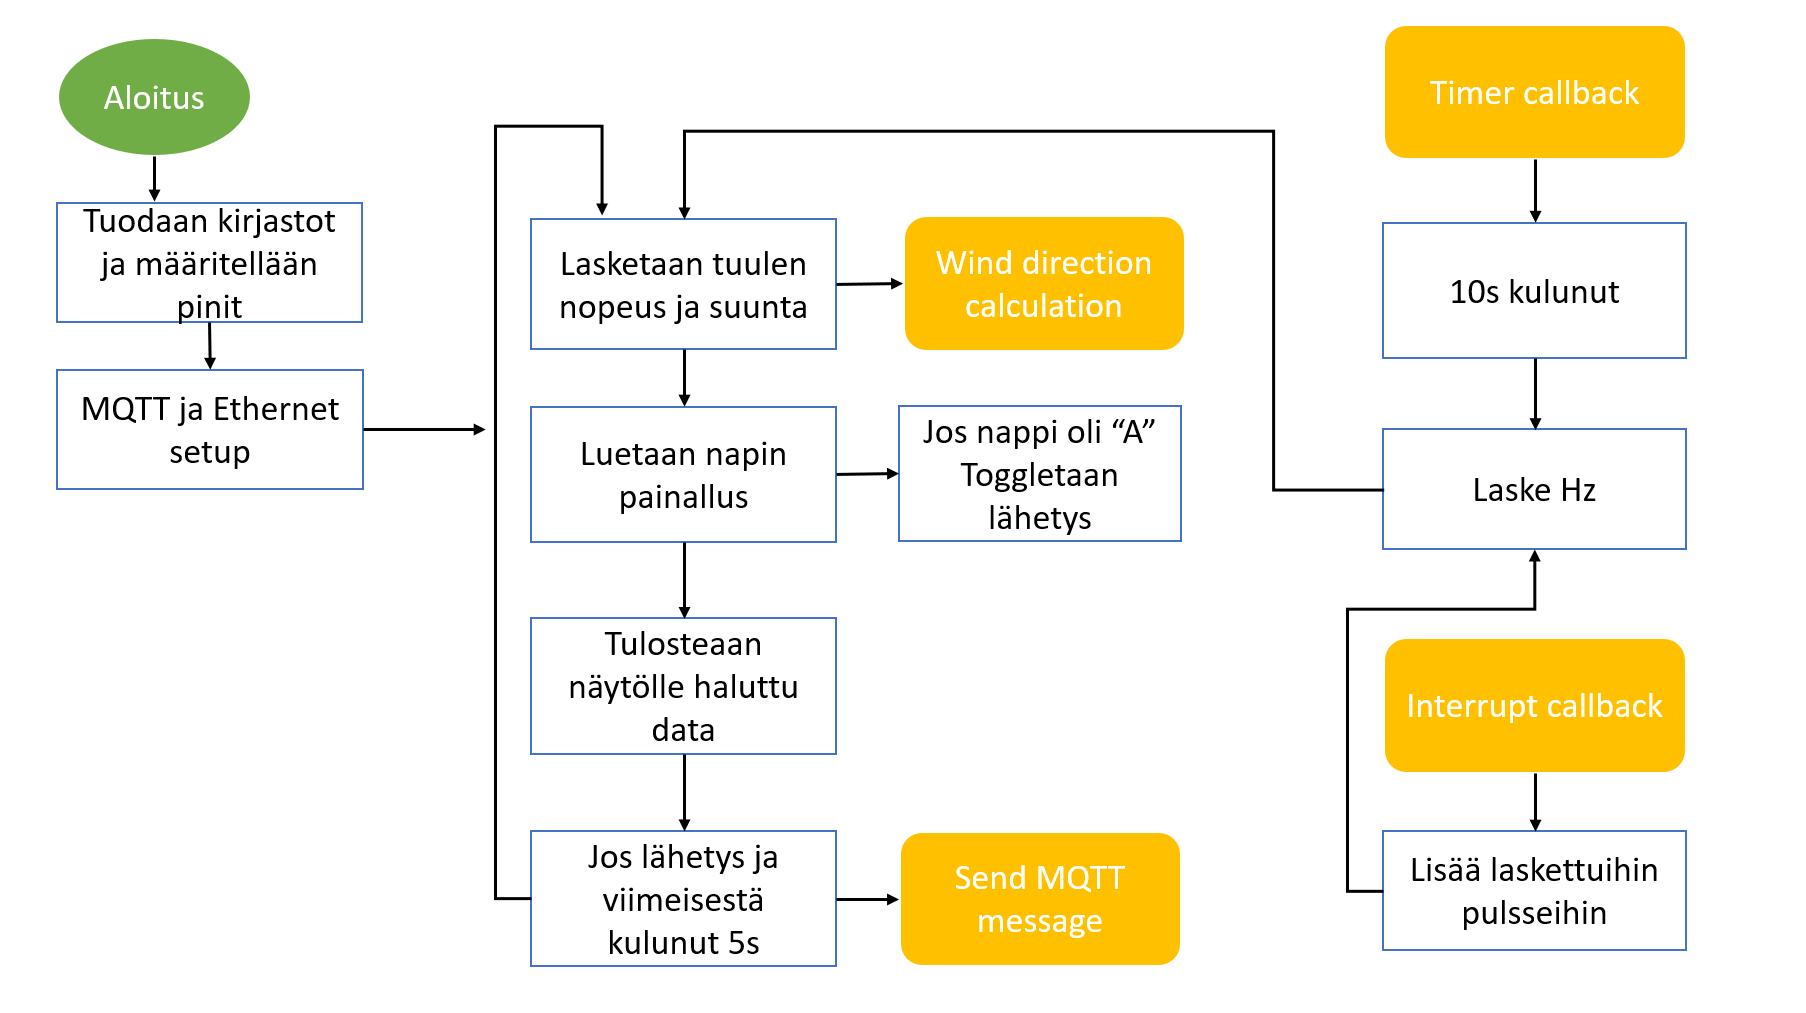 Aloitus
Tuodaan kirjastot
ja määritellään
pinit
MQTT ja Ethernet
setup
Lasketaan tuulen
nopeus ja suunta
Wind direction
calculation
Luetaan napin
painallus
Jos nappi oli “A”
Toggletaan
lähetys
Tulosteaan
näytölle haluttu
data
Jos lähetys ja
viimeisestä
kulunut 5s
Send MQTT
message
Timer callback
10s kulunut
Laske Hz
Interrupt callback
Lisää laskettuihin
pulsseihin